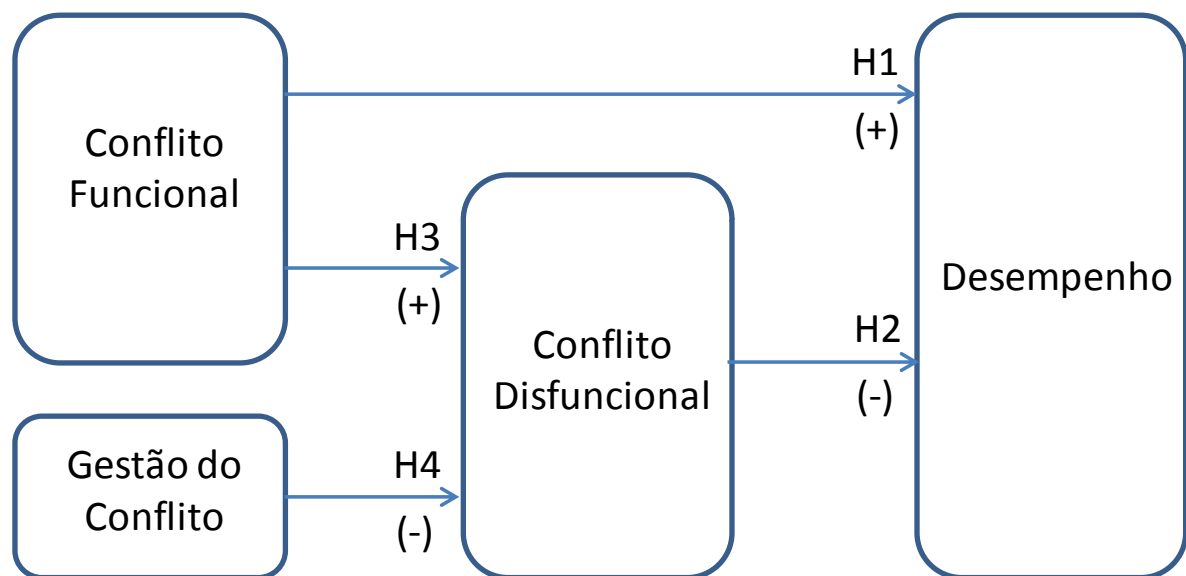 Conflito
Funcional
H1
(+)
H3
(+)
Conflito
Disfuncional
Desempenho
H2
(-)
Gestão do
Conflito
H4
(-)